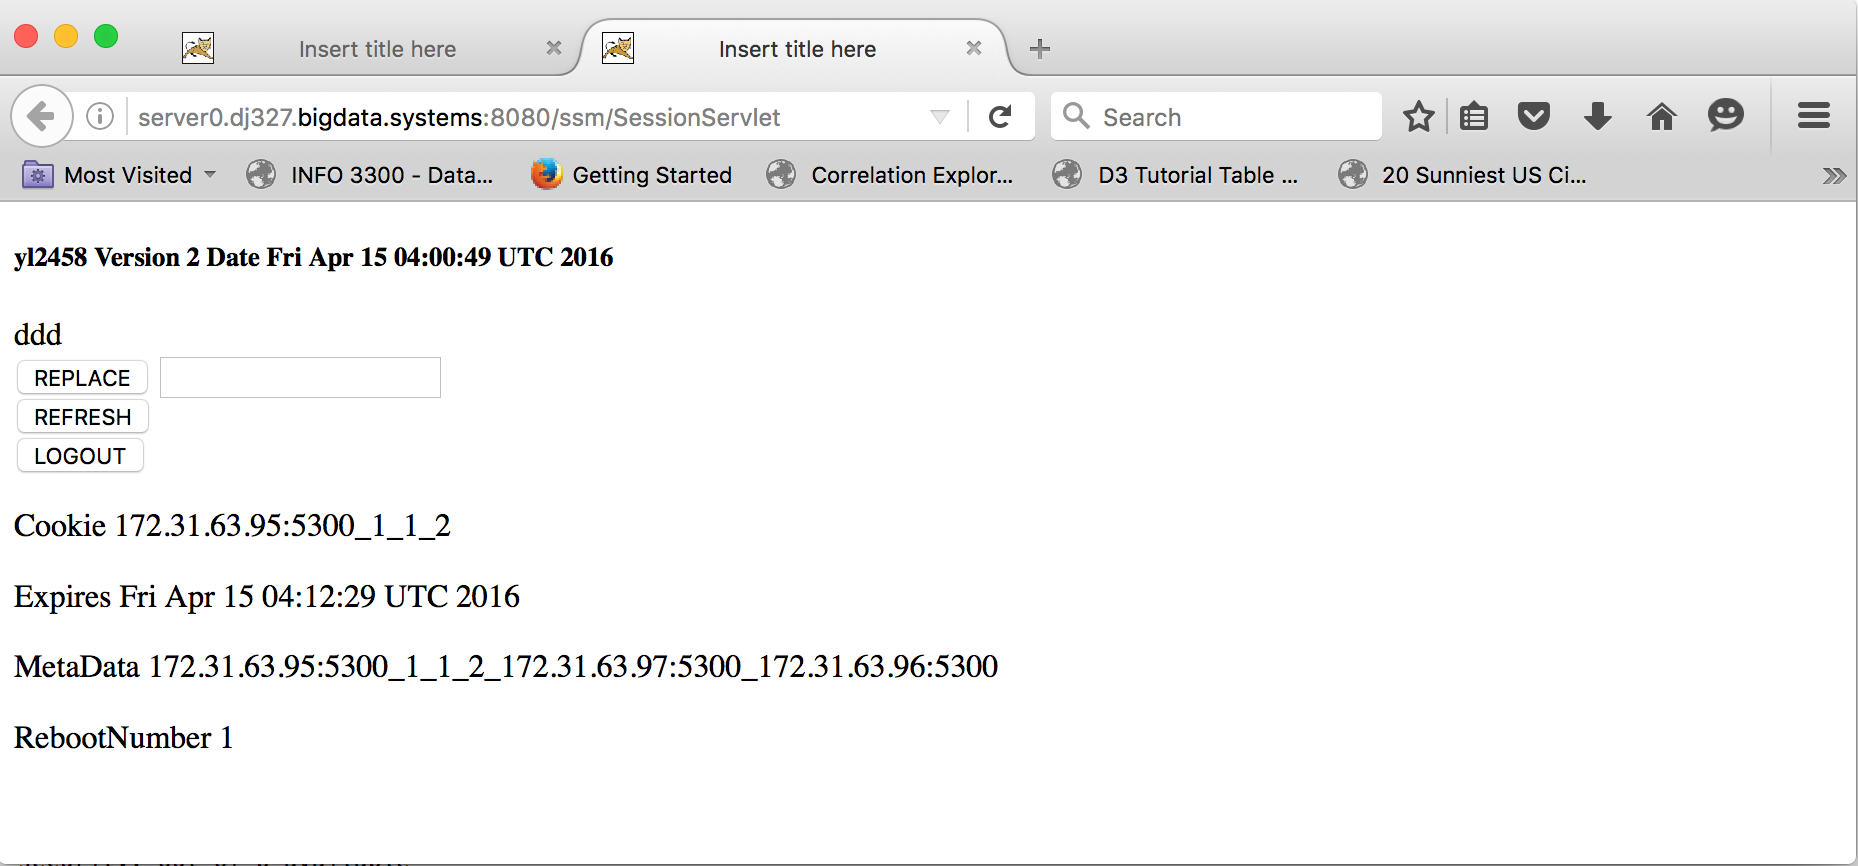 Insert title here Insert title here
server0.dj327.bigdata.systems:8080/ssm/SessionServlet Search
Most Visited INFO 3300 - Data... Getting Started Correlation Explor... D3 Tutorial Table ... 20 Sunniest US Ci...
yl2458 Version 2 Date Fri Apr 15 04:00:49 UTC 2016
ddd
REPLACE
REFRESH
LOGOUT
Cookie 172.31.63.95:5300_1_1_2
Expires Fri Apr 15 04:12:29 UTC 2016
MetaData 172.31.63.95:5300_1_1_2_172.31.63.97:5300_172.31.63.96:5300
RebootNumber 1